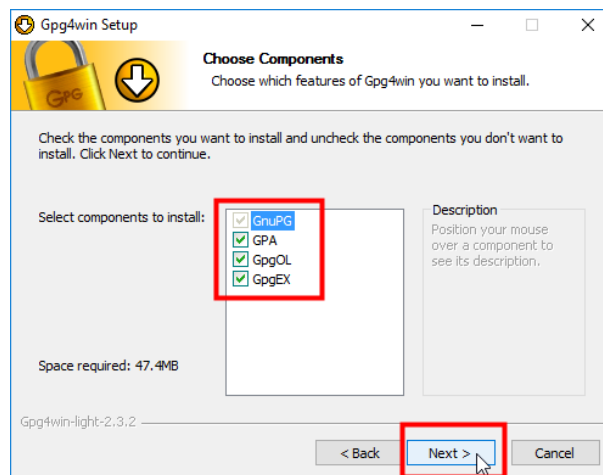 Gpg4win Setup
GPG
Choose Components
Choose which features of Gpg4win you want to install.
Check the components you want to install and uncheck the components you don't want to
install. Click Next to continue.
Select components to install:
GnuPG
GPA
GpgOL
GpgEX
Description
Position your mouse
over a component to
see its description.
Space required: 47.4MB
Gpg4win-light-2.3.2
< Back
Next >
Cancel